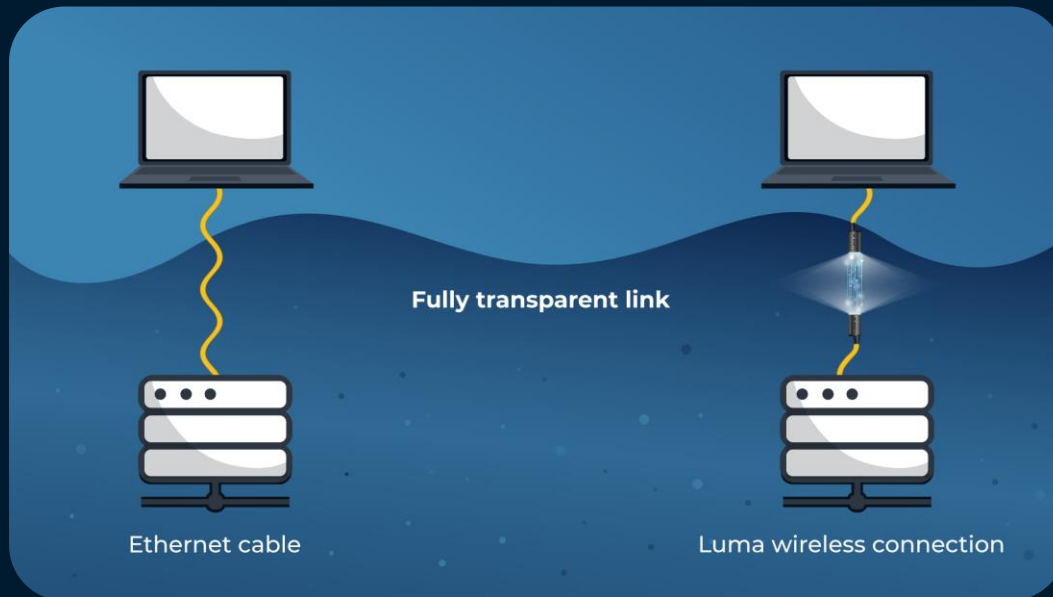 Fully transparent link
Ethernet cable
Luma wireless connection